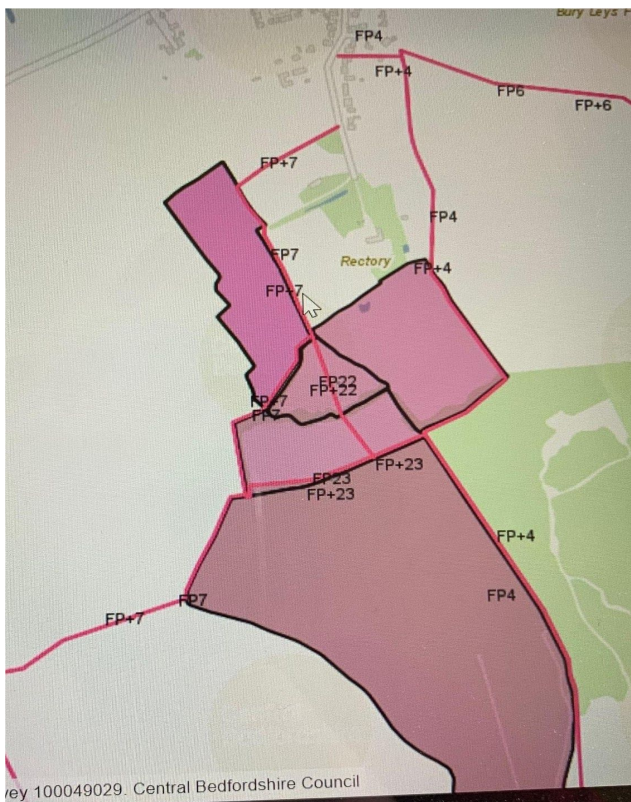 Bury Leys F
FP4
FP+4
FP6
FP+6
FP+7
FP4
FP7
Rectory
FP+4
FP+7
FP22
FP+22
FP+7
FP7
FP+23
FP23
FP+23
FP+4
FP4
FP7
FP+7
vey 100049029. Central Bedfordshire Council